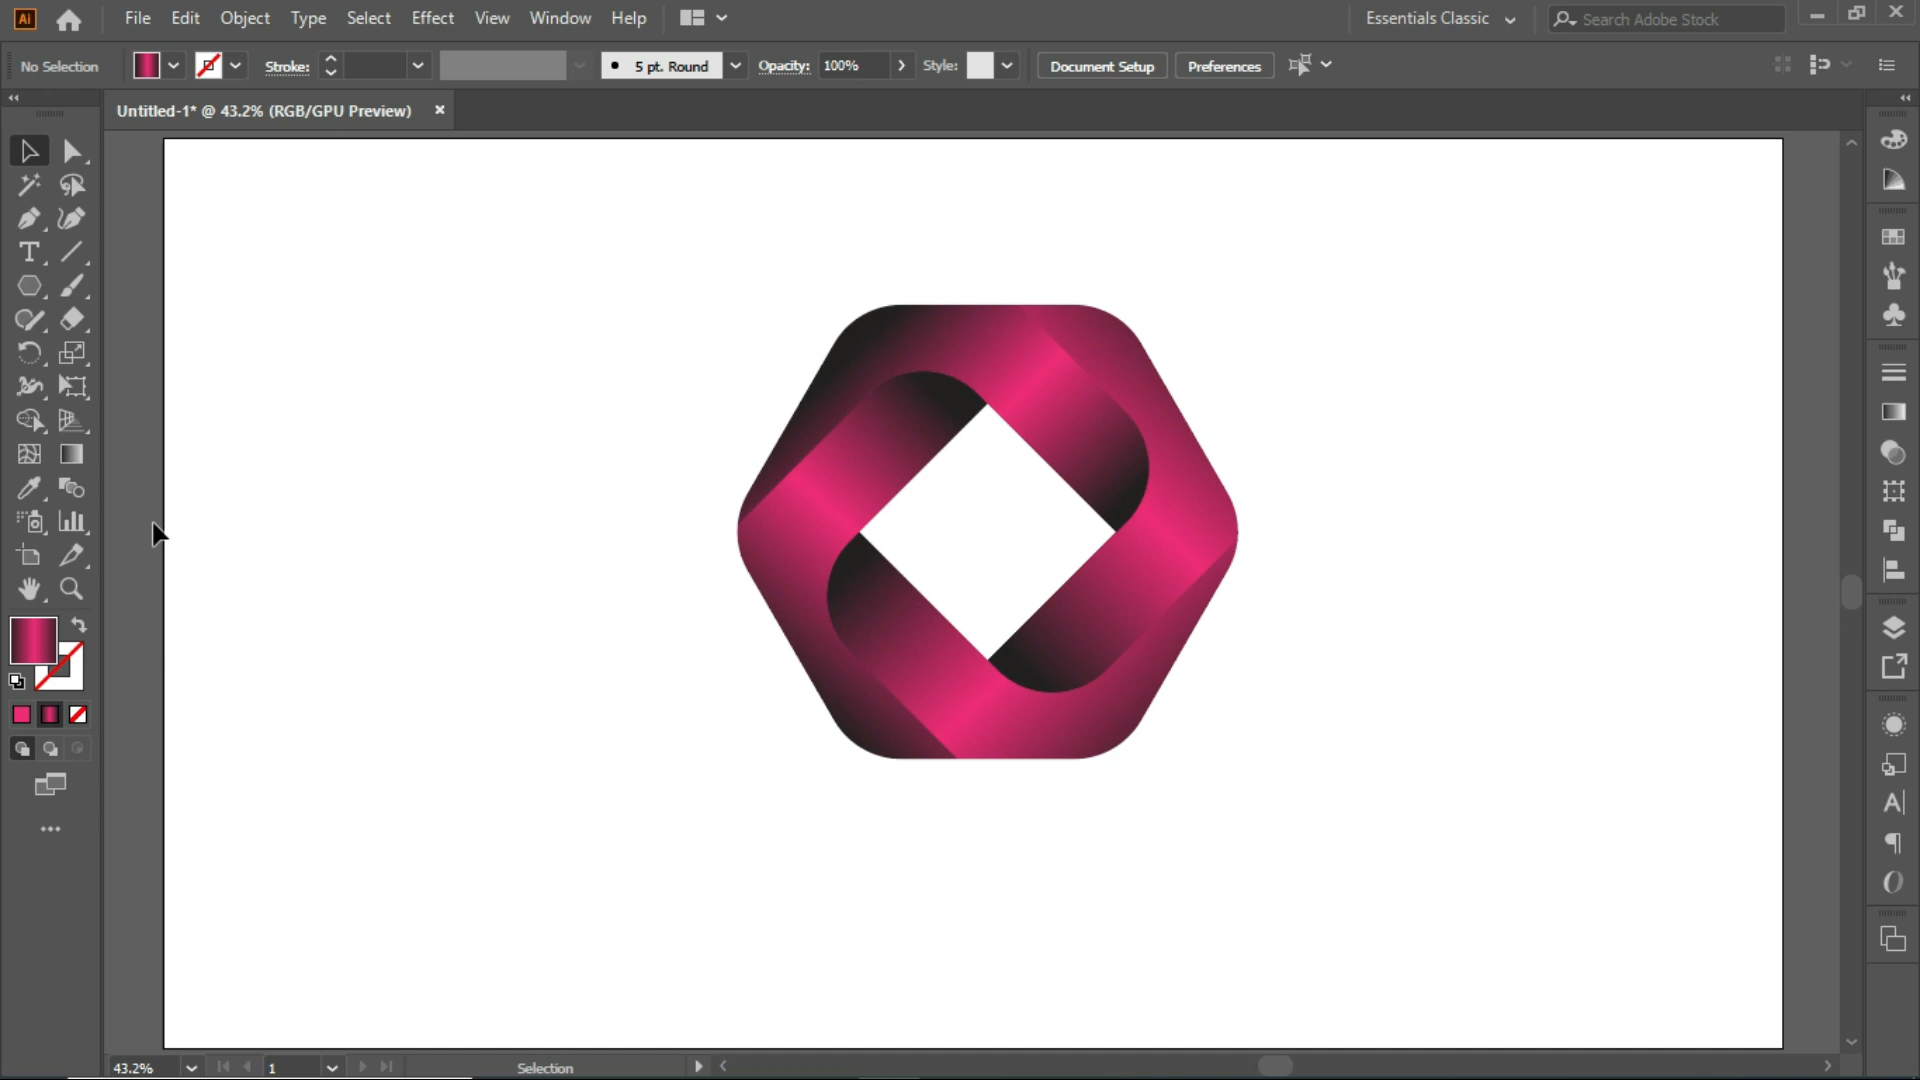 Ai File Edit Object Type Select Effect View Window Help Essentials Classic Search Adobe Stock
No Selection Stroke: 5 pt. Round Opacity: 100% Style: Document Setup Preferences
Untitled-1* @ 43.2% (RGB/GPU Preview)
43.2% 1 Selection